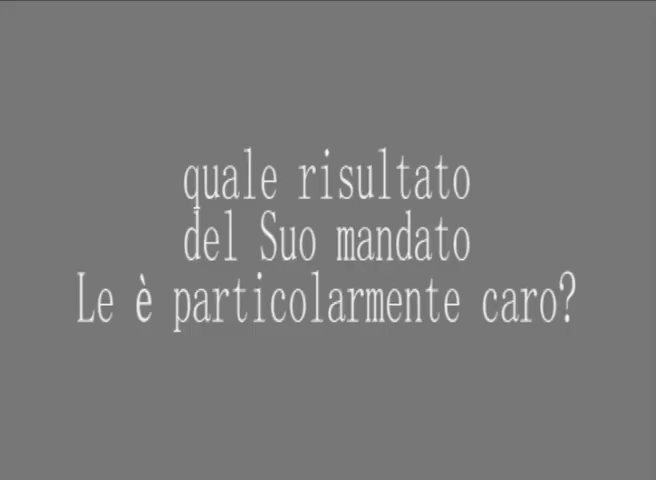 quale risultato
del Suo mandato
Le è particolarmente caro?